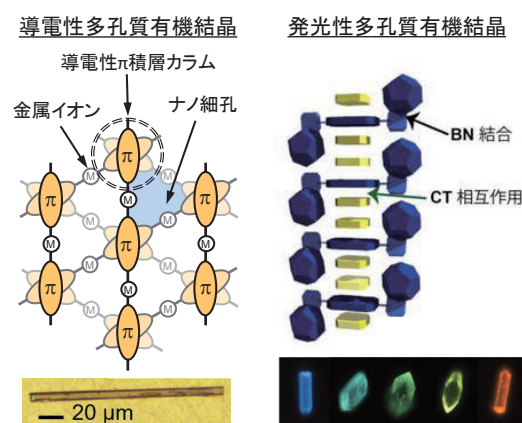 導電性多孔質有機結晶
導電性π積層カラム
金属イオン
ナノ細孔
π
M
M
π
M
M
π
M
π
M
M
M
M
π
M
M
π
M
M
π
20 μm
発光性多孔質有機結晶
BN 結合
CT 相互作用